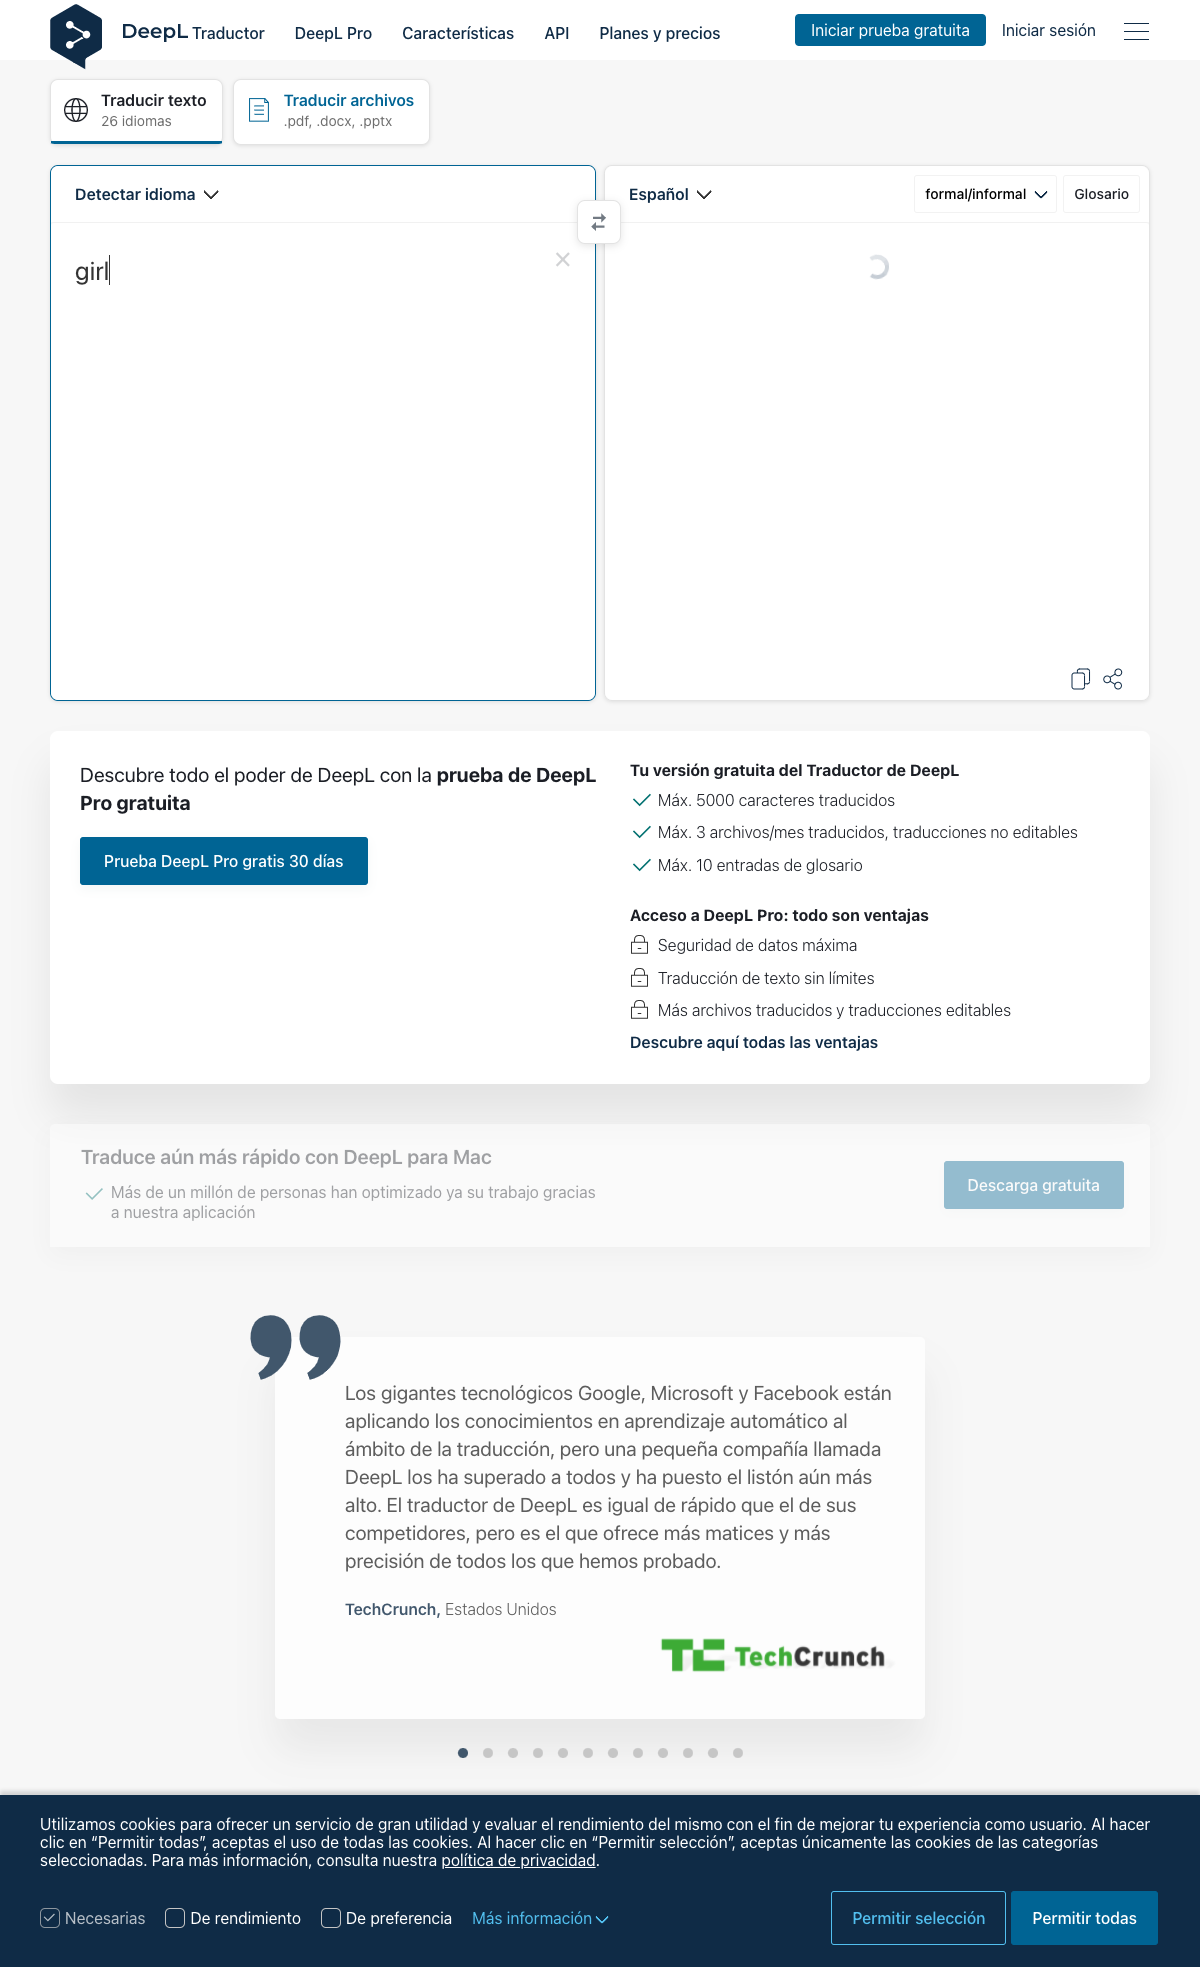 DeepL Traductor
DeepL Pro
Características
API
Planes y precios
Iniciar prueba gratuita
Iniciar sesión
Traducir texto
26 idiomas
Traducir archivos
.pdf, .docx, .pptx
Detectar idioma
Español
formal/informal
Glosario
girl
Descubre todo el poder de DeepL con la prueba de DeepL
Pro gratuita
Prueba DeepL Pro gratis 30 días
Tu versión gratuita del Traductor de DeepL
Máx. 5000 caracteres traducidos
Máx. 3 archivos/mes traducidos, traducciones no editables
Máx. 10 entradas de glosario
Acceso a DeepL Pro: todo son ventajas
Seguridad de datos máxima
Traducción de texto sin límites
Más archivos traducidos y traducciones editables
Descubre aquí todas las ventajas
Traduce aún más rápido con DeepL para Mac
Más de un millón de personas han optimizado ya su trabajo gracias
a nuestra aplicación
Descarga gratuita
Los gigantes tecnológicos Google, Microsoft y Facebook están
aplicando los conocimientos en aprendizaje automático al
ámbito de la traducción, pero una pequeña compañía llamada
DeepL los ha superado a todos y ha puesto el listón aún más
alto. El traductor de DeepL es igual de rápido que el de sus
competidores, pero es el que ofrece más matices y más
precisión de todos los que hemos probado.
TechCrunch, Estados Unidos
TC TechCrunch
Utilizamos cookies para ofrecer un servicio de gran utilidad y evaluar el rendimiento del mismo con el fin de mejorar tu experiencia como usuario. Al hacer
clic en “Permitir todas”, aceptas el uso de todas las cookies. Al hacer clic en “Permitir selección”, aceptas únicamente las cookies de las categorías
seleccionadas. Para más información, consulta nuestra política de privacidad.
Necesarias
De rendimiento
De preferencia
Más información
Permitir selección
Permitir todas